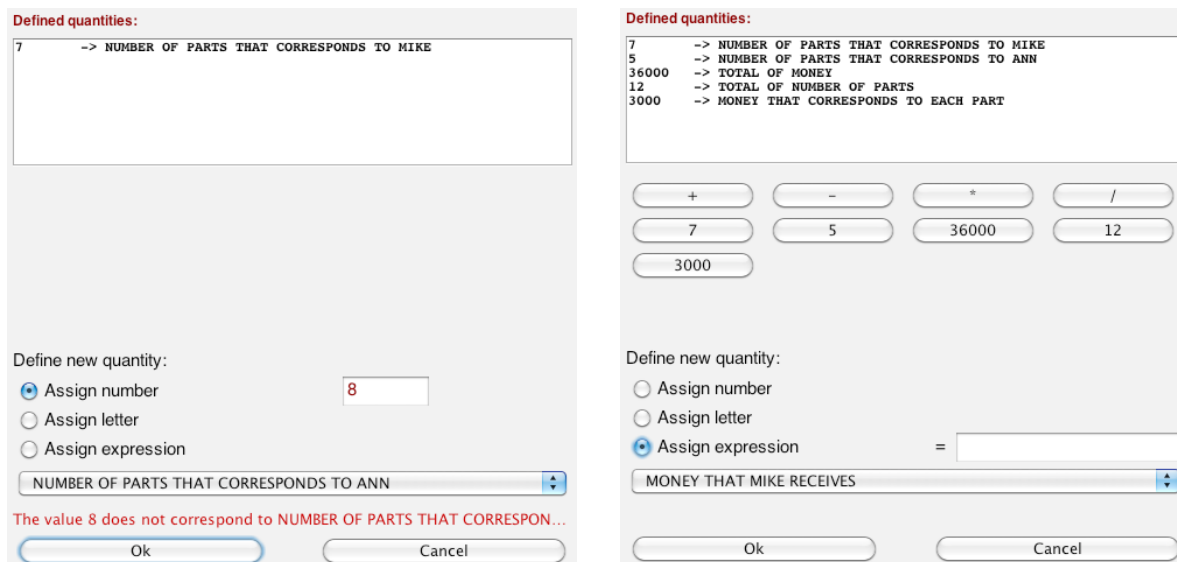 Defined quantities:
7 -> NUMBER OF PARTS THAT CORRESPONDS TO MIKE
Define new quantity:
Assign number 8
Assign letter
Assign expression
NUMBER OF PARTS THAT CORRESPONDS TO ANN
The value 8 does not correspond to NUMBER OF PARTS THAT CORRESPON...
Ok Cancel
Defined quantities:
7 -> NUMBER OF PARTS THAT CORRESPONDS TO MIKE
5 -> NUMBER OF PARTS THAT CORRESPONDS TO ANN
36000 -> TOTAL OF MONEY
12 -> TOTAL OF NUMBER OF PARTS
3000 -> MONEY THAT CORRESPONDS TO EACH PART
+ - * /
7 5 36000 12
3000
Define new quantity:
Assign number
Assign letter
Assign expression =
MONEY THAT MIKE RECEIVES
Ok Cancel